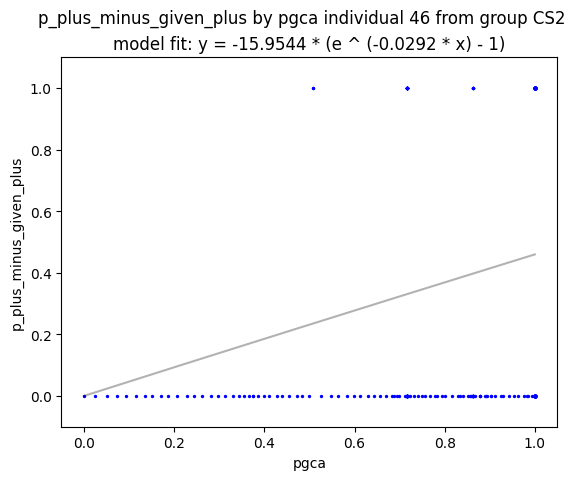 p_plus_minus_given_plus by pgca individual 46 from group CS2
model fit: y = -15.9544 * (e ^ (-0.0292 * x) - 1)
1.0
0.8
0.6
0.4
0.2
0.0
p_plus_minus_given_plus
0.0 0.2 0.4 0.6 0.8 1.0
pgca